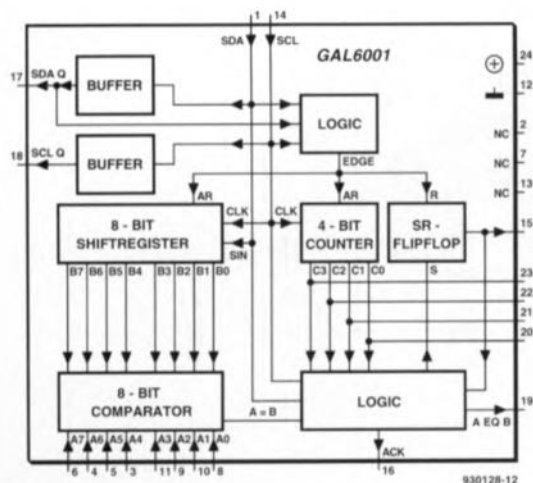 1 14
SDA SCL GAL6001
24
17 SDA Q BUFFER
12
LOGIC
2
NC
18 SCL Q BUFFER
EDGE
7
NC
13
NC
AR AR R
8 - BIT SHIFTREGISTER
CLK CLK
4 - BIT COUNTER
SR - FLIPFLOP
15
SIN
B7 B6 B5 B4 B3 B2 B1 B0
C3 C2 C1 C0
S
23
22
21
20
8 - BIT COMPARATOR
A = B
LOGIC
19
A EQ B
A7 A6 A5 A4 A3 A2 A1 A0
6 4 5 3 11 9 10 8
ACK
16
930128-12